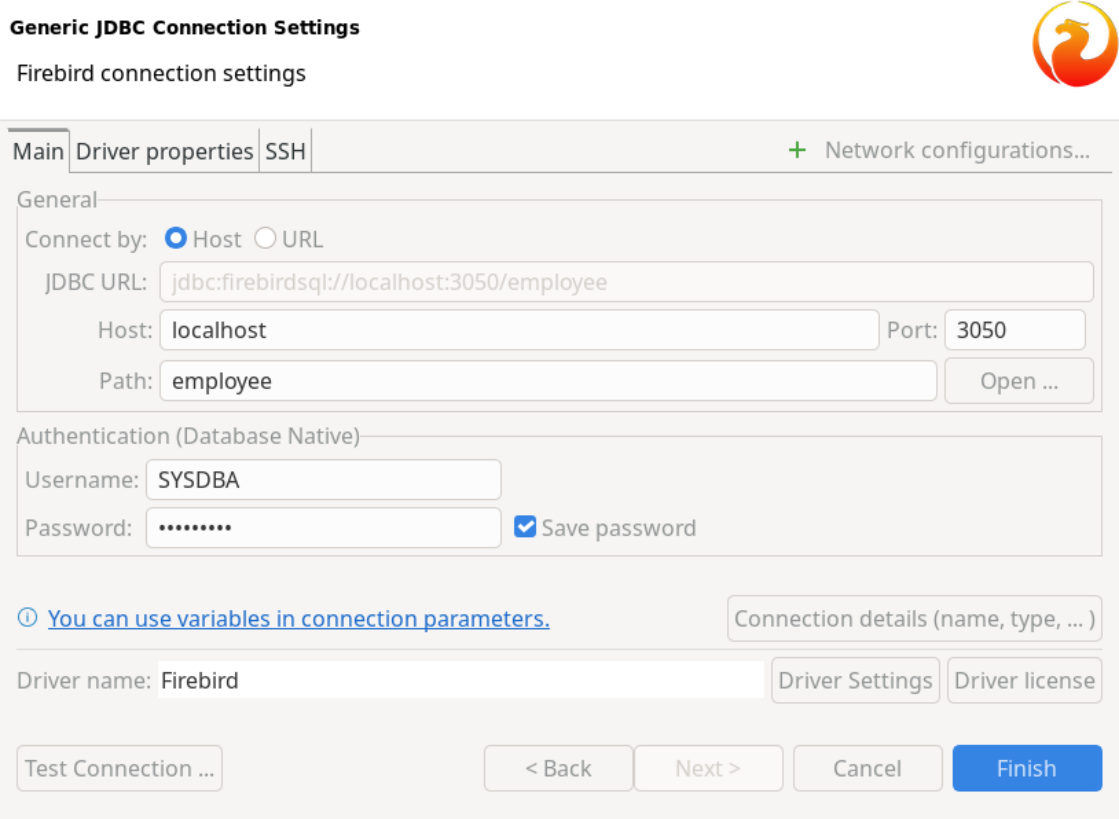 Generic JDBC Connection Settings
Firebird connection settings
Main Driver properties SSH + Network configurations...
General
Connect by: Host URL
JDBC URL: jdbc:firebirdsql://localhost:3050/employee
Host: localhost Port: 3050
Path: employee Open ...
Authentication (Database Native)
Username: SYSDBA
Password: ••••••••• Save password
You can use variables in connection parameters. Connection details (name, type, ... )
Driver name: Firebird Driver Settings Driver license
Test Connection ... < Back Next > Cancel Finish